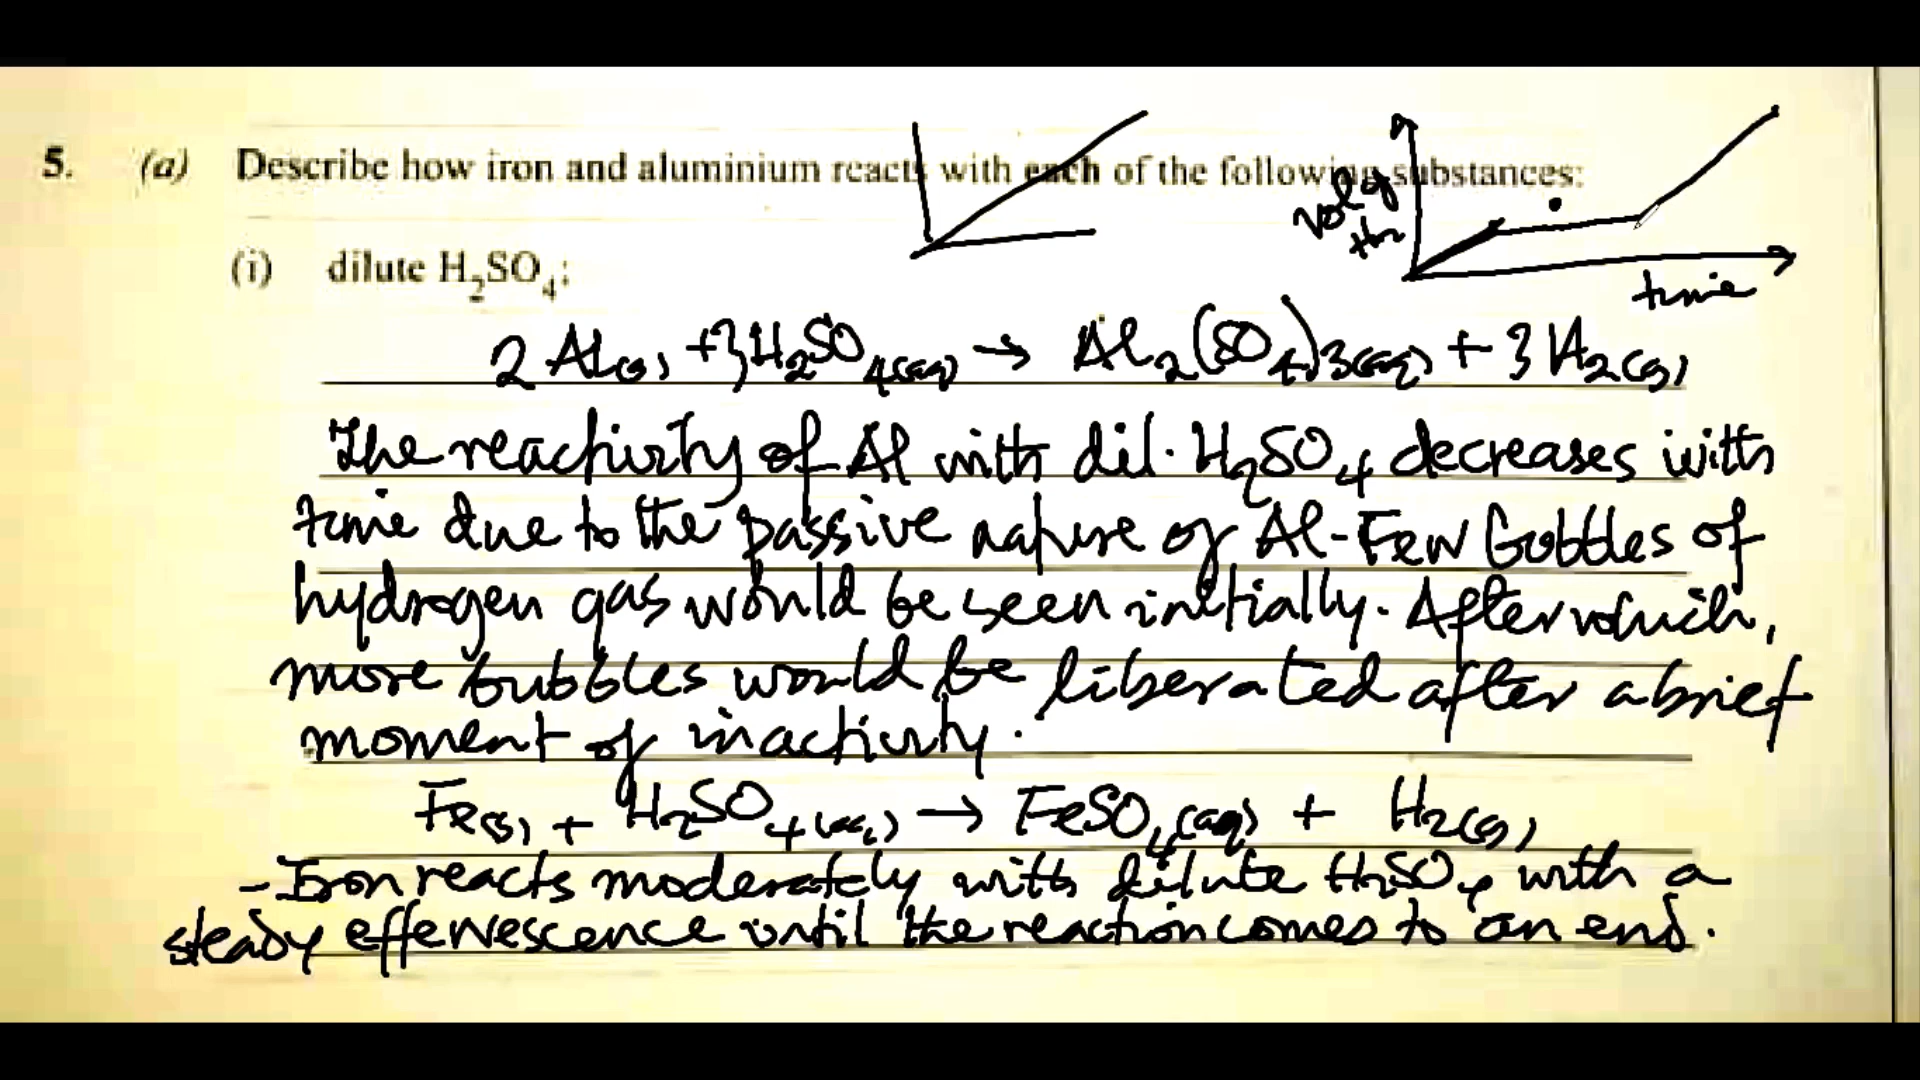 5. (a) Describe how iron and aluminium reacts with each of the following substances:
vol of
H2
time
(i) dilute H₂SO₄;
2Al(s) + 3H₂SO₄(aq) → Al₂(SO₄)₃(aq) + 3H₂(g)
The reactivity of Al with dil. H₂SO₄ decreases with
time due to the passive nature of Al. Few bubbles of
hydrogen gas would be seen initially. After which,
more bubbles would be liberated after a brief
moment of inactivity.
Fe(s) + H₂SO₄(aq) → FeSO₄(aq) + H₂(g)
- Iron reacts moderately with dilute H₂SO₄ with a
steady effervescence until the reaction comes to an end.